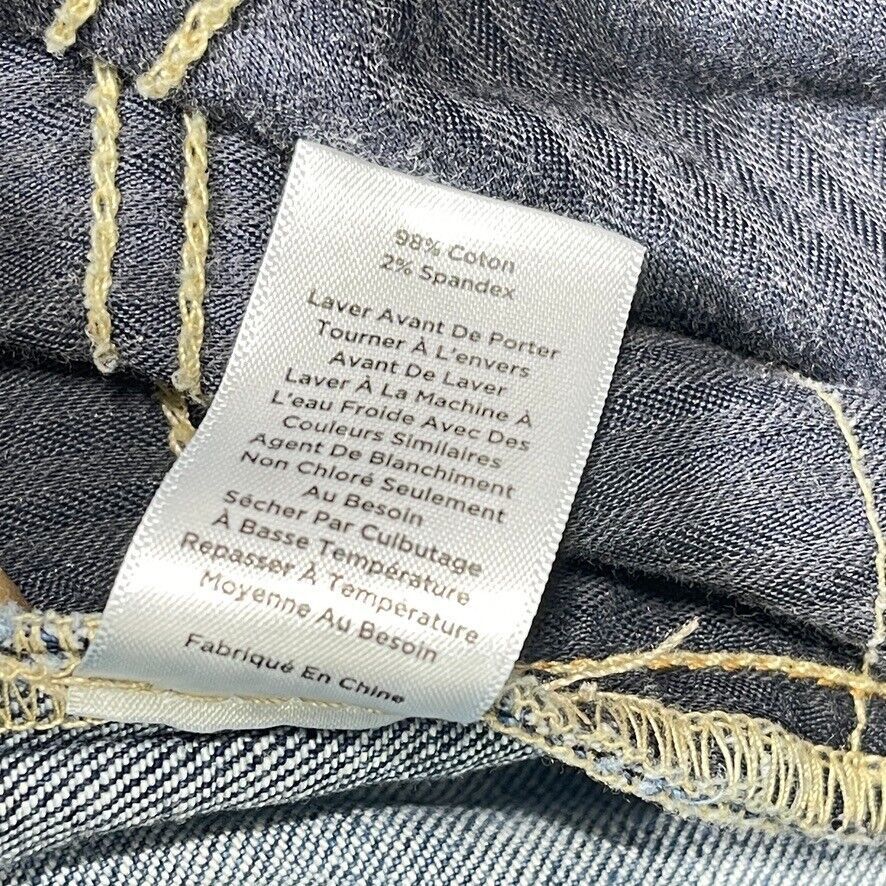 98% Coton
2% Spandex
Laver Avant De Porter
Tourner À L'envers
Avant De Laver
Laver À La Machine À
L'eau Froide Avec Des
Couleurs Similaires
Agent De Blanchiment
Non Chloré Seulement
Au Besoin
Sécher Par Culbutage
À Basse Température
Repasser À Température
Moyenne Au Besoin
Fabriqué En Chine